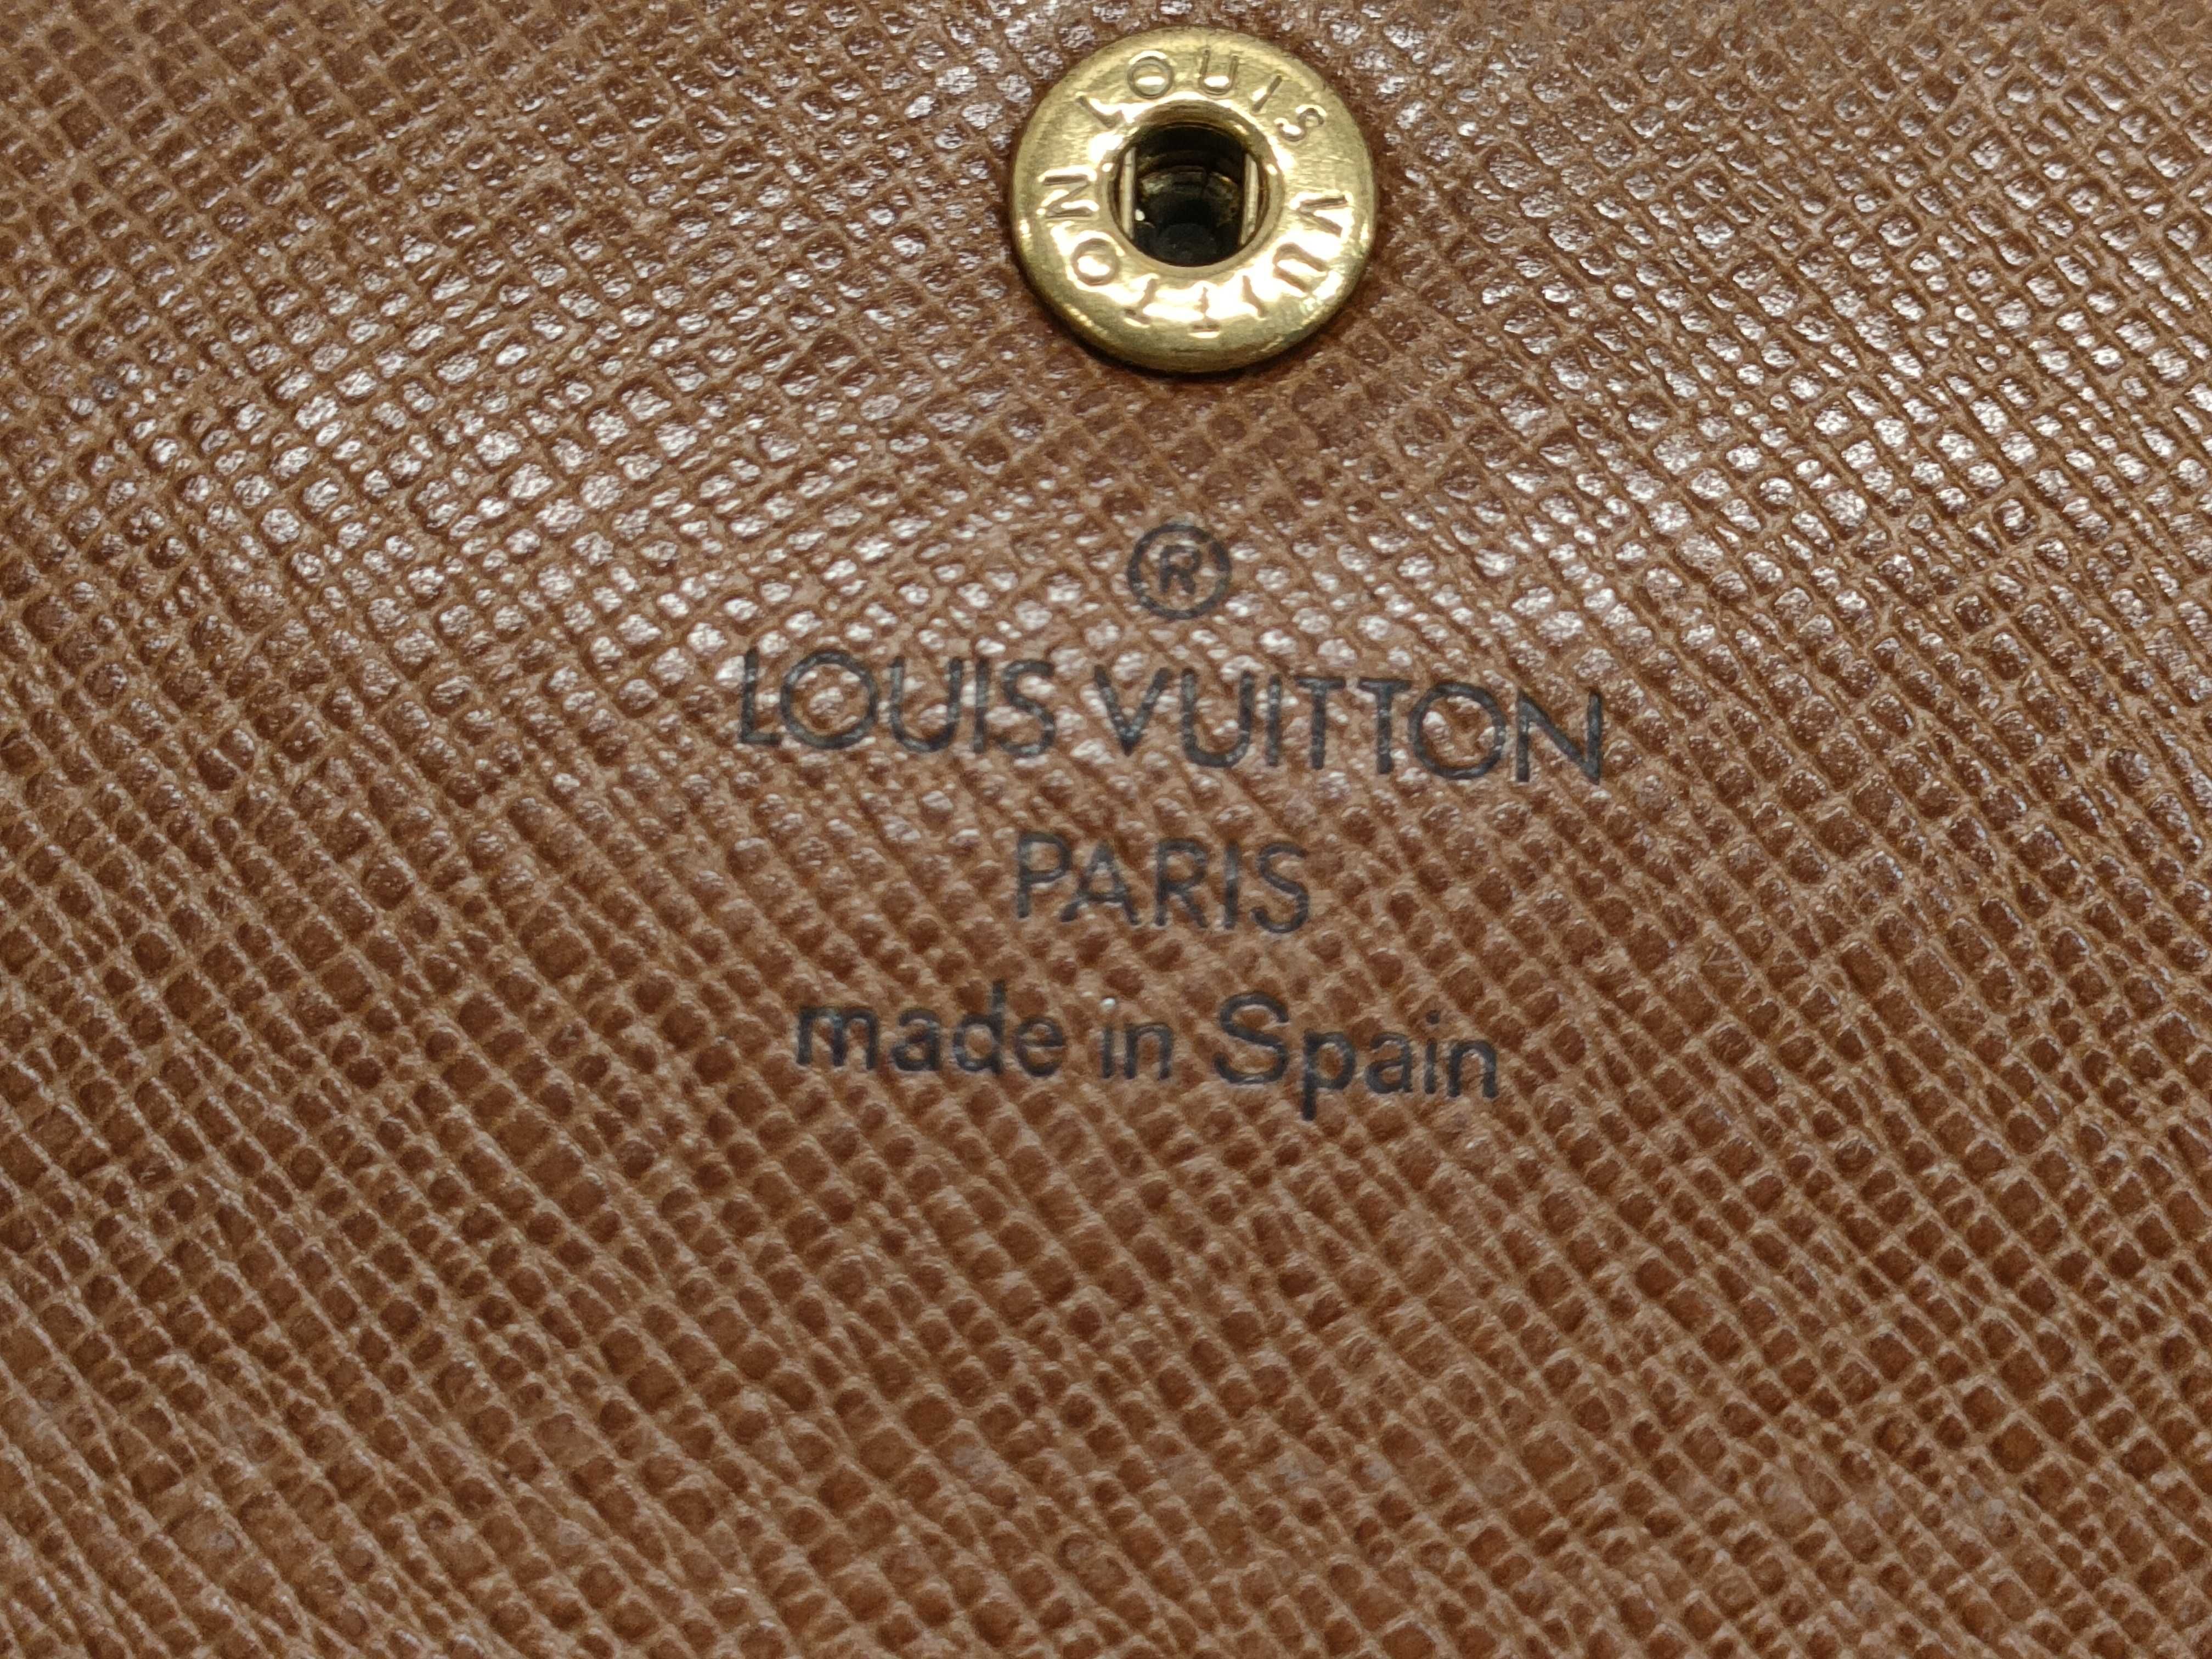 LOUIS VUITTON
®
LOUIS VUITTON
PARIS
made in Spain